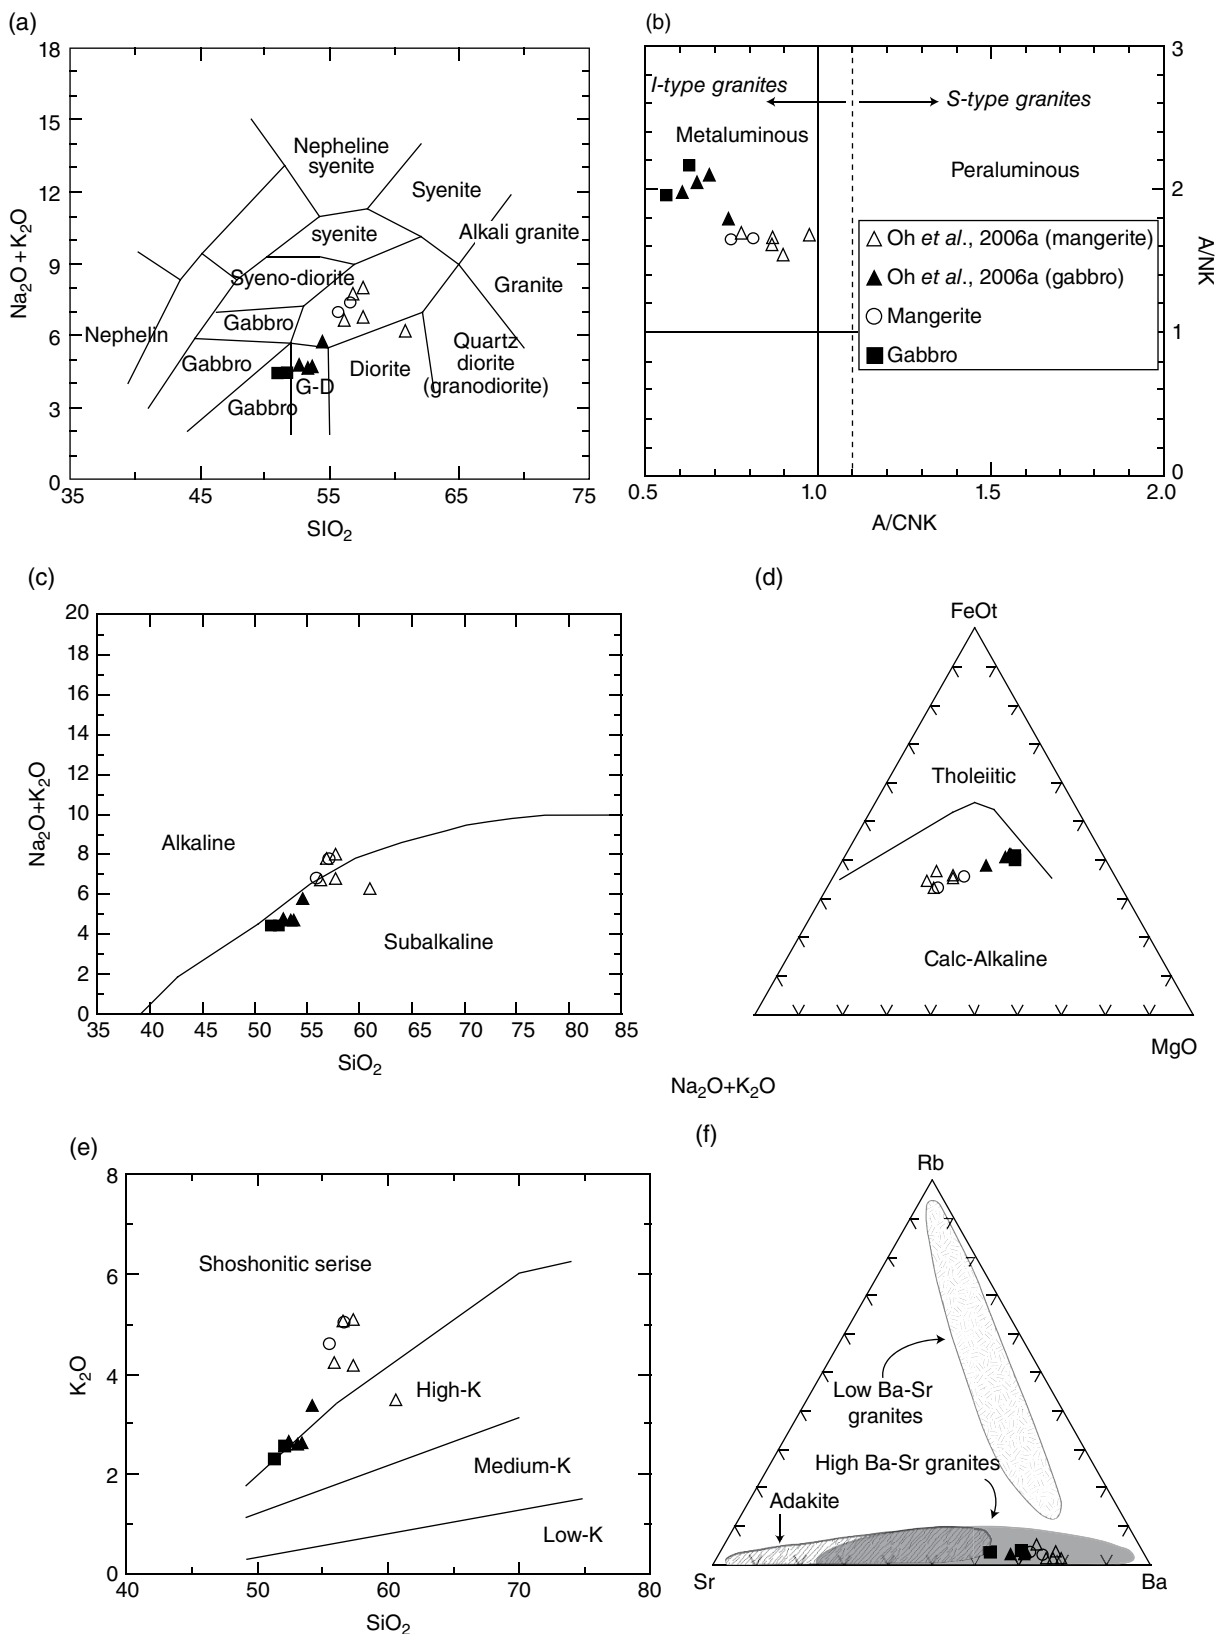 (a)
18
15
12
9
6
3
0
Na₂O + K₂O
35
45
55
65
75
SIO₂
Nepheline
syenite
Syenite
syenite
Alkali granite
Syeno-diorite
Granite
Nephelin
Gabbro
Gabbro
Gabbro
G-D
Diorite
Quartz
diorite
(granodiorite)
(b)
3
2
1
0
A/NK
0.5
1.0
1.5
2.0
A/CNK
I-type granites
S-type granites
Metaluminous
Peraluminous
Oh et al., 2006a (mangerite)
Oh et al., 2006a (gabbro)
Mangerite
Gabbro
(c)
20
18
16
14
12
10
8
6
4
2
0
Na₂O+K₂O
35
40
45
50
55
60
65
70
75
80
85
SiO₂
Alkaline
Subalkaline
(d)
FeOt
Tholeiitic
Calc-Alkaline
MgO
Na₂O+K₂O
(e)
8
6
4
2
0
K₂O
40
50
60
70
80
SiO₂
Shoshonitic serise
High-K
Medium-K
Low-K
(f)
Rb
Low Ba-Sr
granites
High Ba-Sr granites
Adakite
Sr
Ba